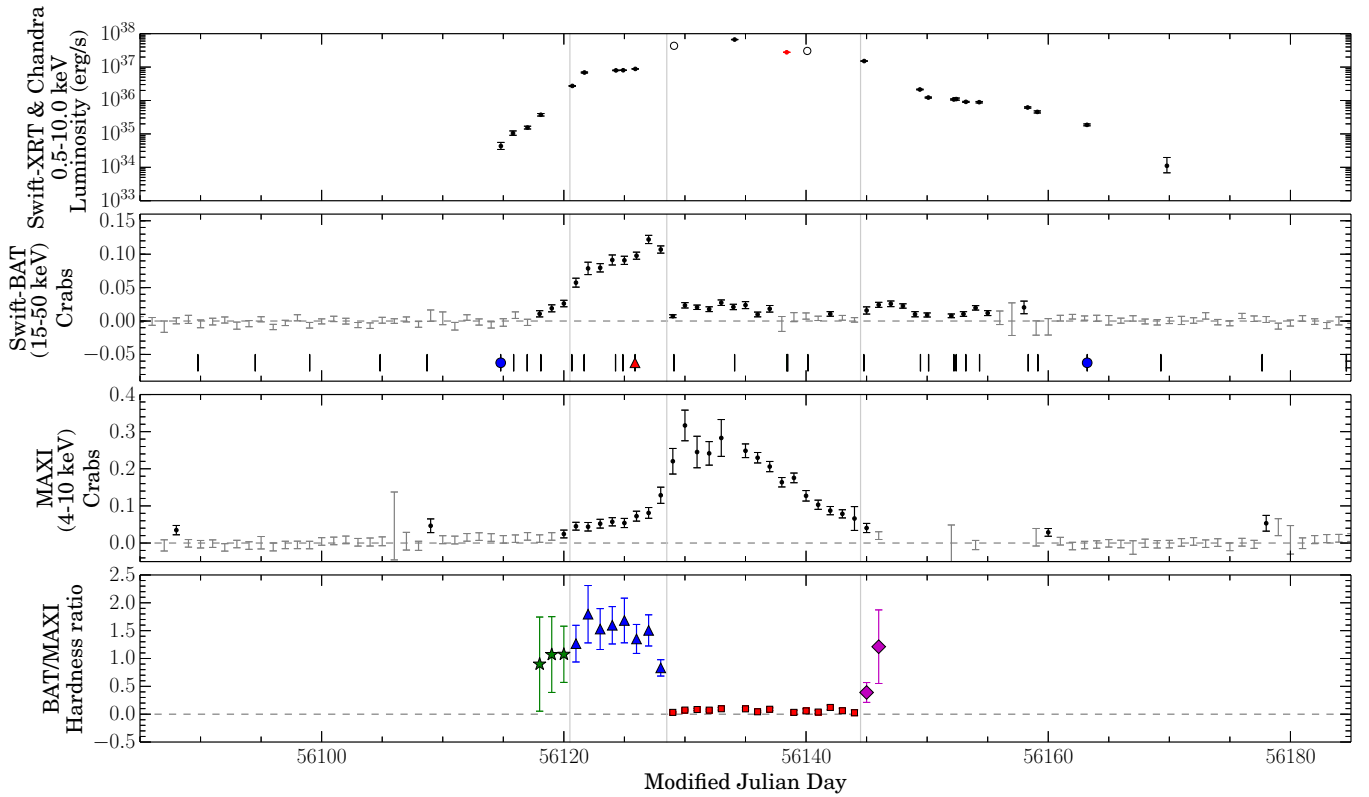 Swift-XRT & Chandra
0.5-10.0 keV
Luminosity (erg/s)
10^38
10^37
10^36
10^35
10^34
10^33
Swift-BAT
(15-50 keV)
Crabs
0.15
0.10
0.05
0.00
−0.05
MAXI
(4-10 keV)
Crabs
0.4
0.3
0.2
0.1
0.0
BAT/MAXI
Hardness ratio
2.5
2.0
1.5
1.0
0.5
0.0
−0.5
56100
56120
56140
56160
56180
Modified Julian Day